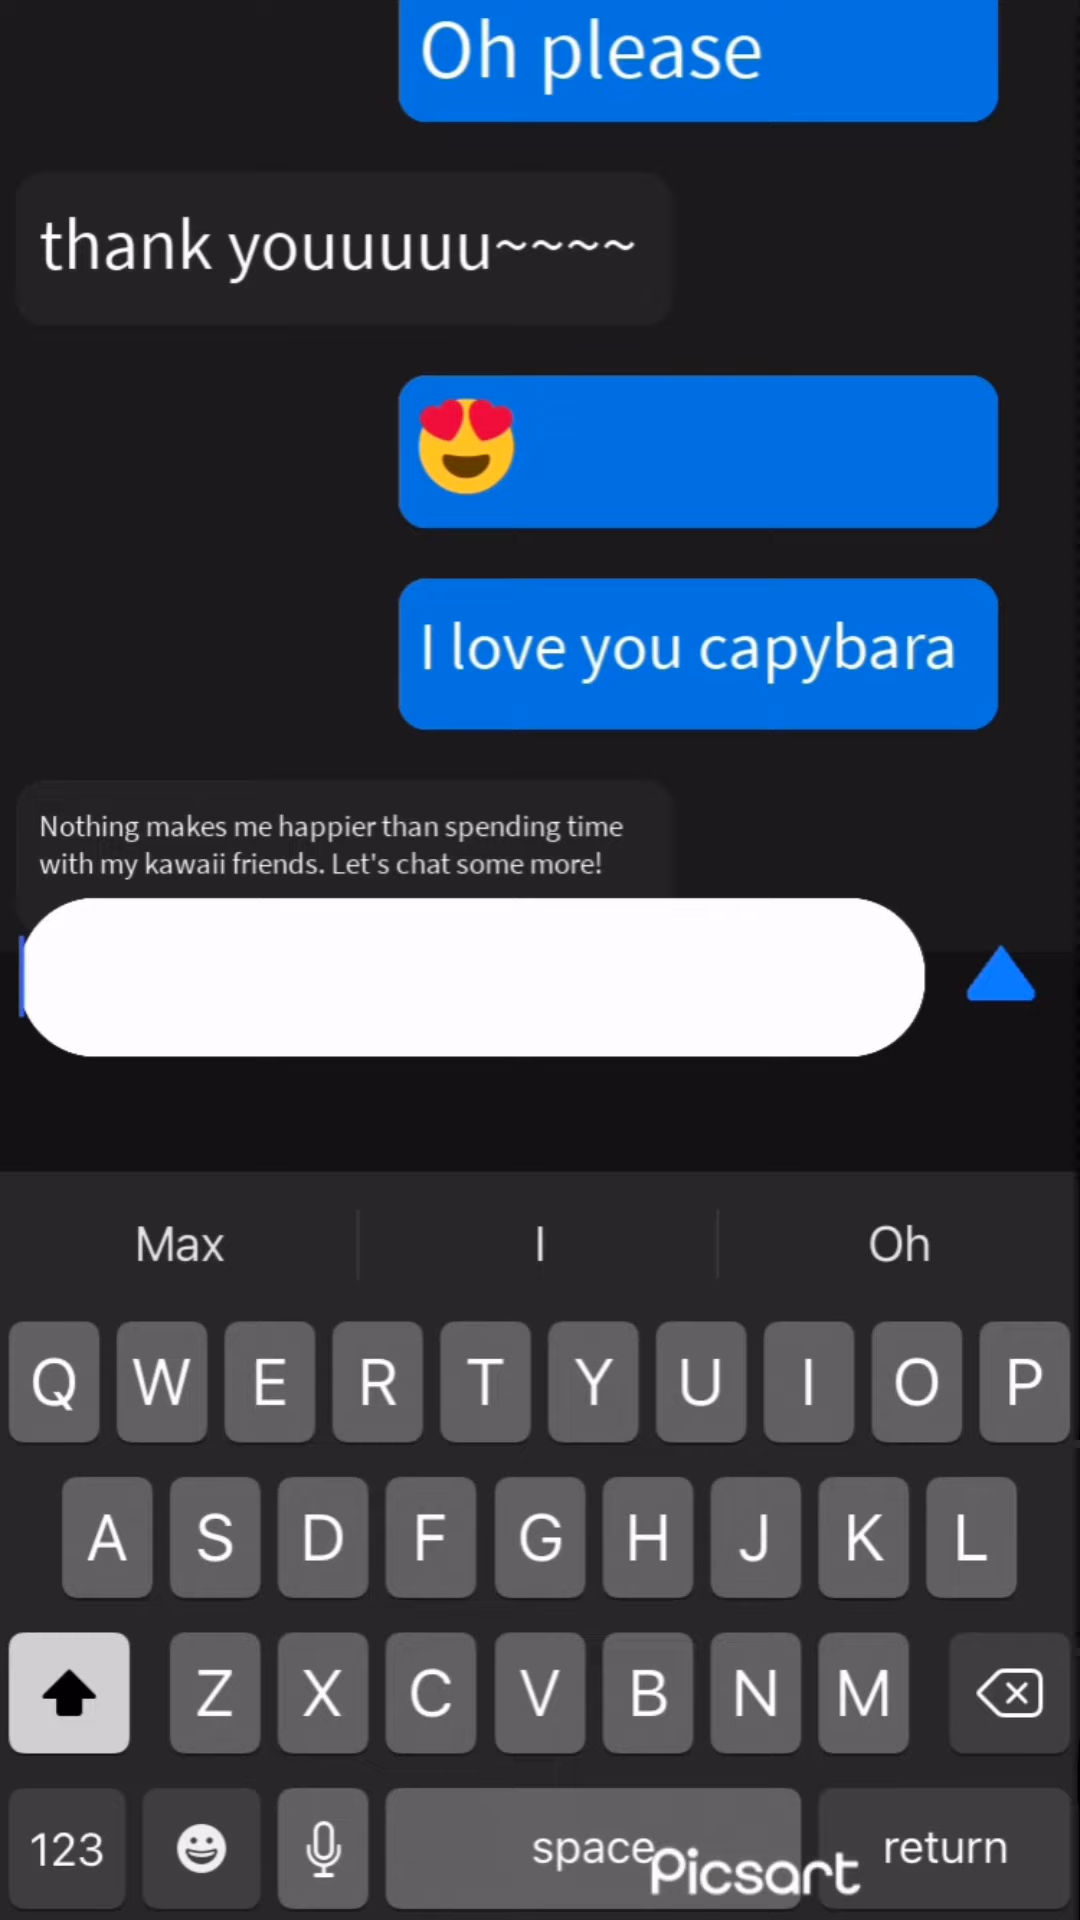 Oh please
thank youuuuu~~~~
😍
I love you capybara
Nothing makes me happier than spending time
with my kawaii friends. Let's chat some more!
Max I Oh
Q W E R T Y U I O P
A S D F G H J K L
Z X C V B N M
123 space return
Picsart